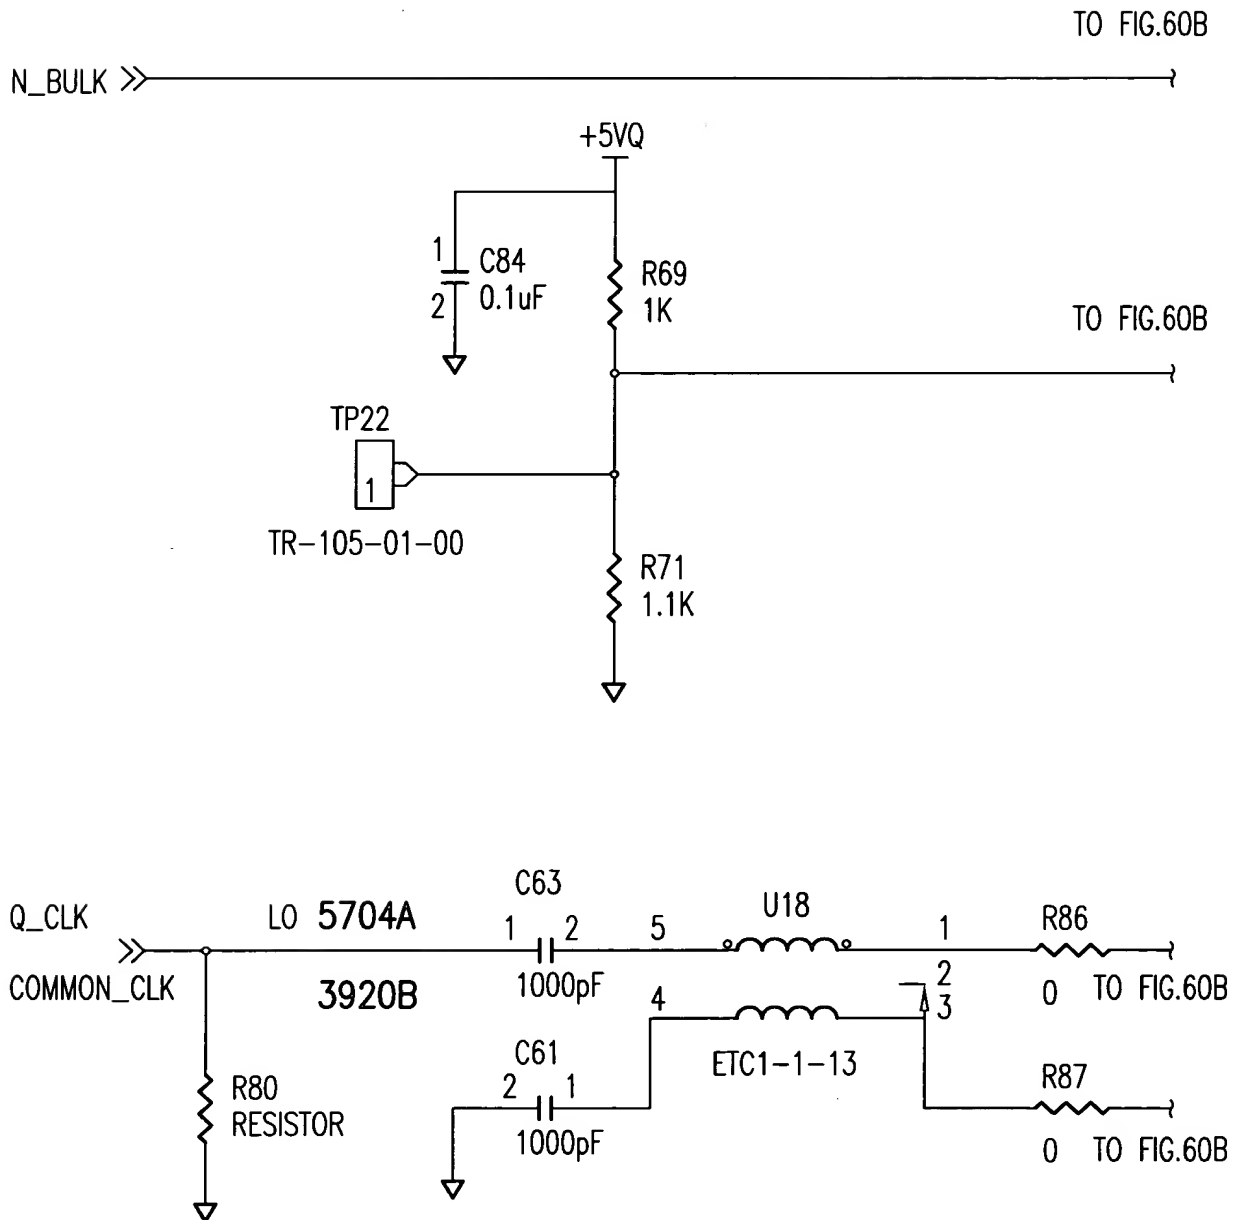 TO FIG.60B
N_BULK
+5VQ
1
C84
2
0.1uF
R69
1K
TO FIG.60B
TP22
1
TR-105-01-00
R71
1.1K
Q_CLK
COMMON_CLK
LO 5704A
3920B
C63
1 2
1000pF
5
U18
1
R86
0 TO FIG.60B
2
3
4
ETC1-1-13
R80
RESISTOR
C61
2 1
1000pF
R87
0 TO FIG.60B